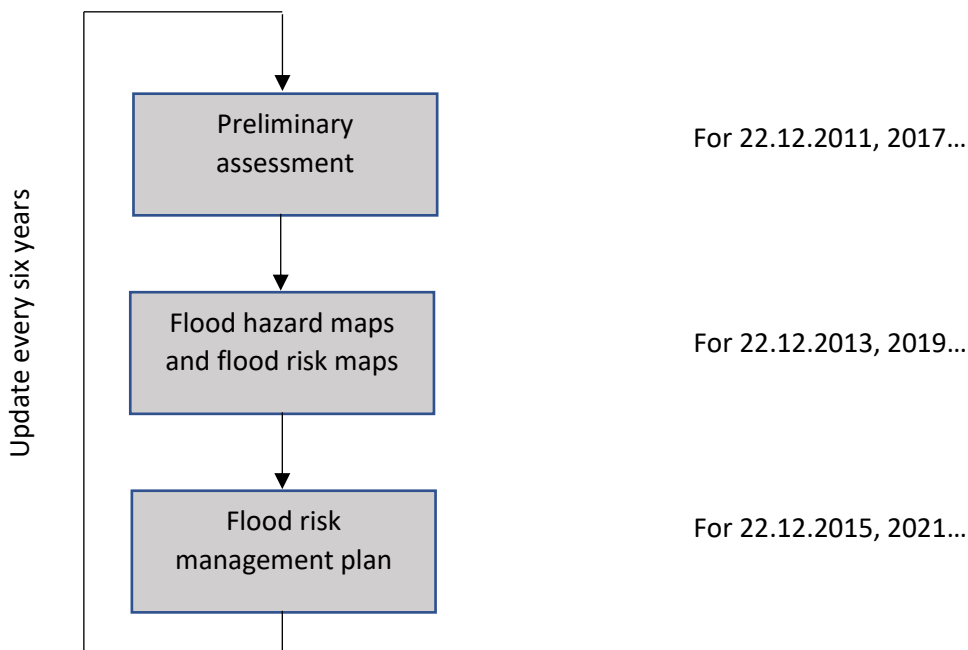 Preliminary
assessment
For 22.12.2011, 2017...
Update every six years
Flood hazard maps
and flood risk maps
For 22.12.2013, 2019...
Flood risk
management plan
For 22.12.2015, 2021...